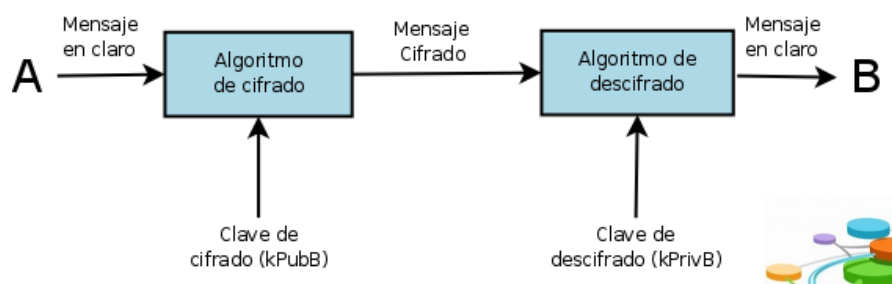 Mensaje
en claro
A
Algoritmo
de cifrado
Mensaje
Cifrado
Algoritmo de
descifrado
Mensaje
en claro
B
Clave de
cifrado (kPubB)
Clave de
descifrado (kPrivB)